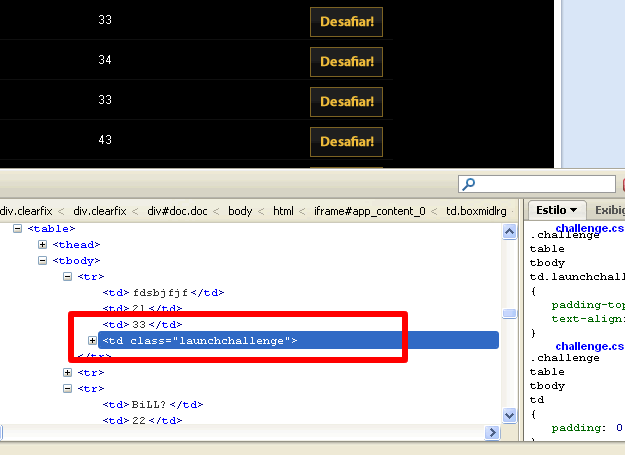 33 Desafiar!
34 Desafiar!
33 Desafiar!
43 Desafiar!
div.clearfix < div.clearfix < div#doc.doc < body < html < iframe#app_content_0 < td.boxmidlrg
<table>
<thead>
<tbody>
<tr>
<td>fdsbjfjf</td>
<td>21</td>
<td>33</td>
<td class="launchchallenge">
</tr>
<tr>
<tr>
<td>BiLL?</td>
<td>22</td>
Estilo Exibiç
challenge.cs
.challenge
table
tbody
td.launchchall
{
padding-top
text-align:
}
challenge.cs
.challenge
table
tbody
td
{
padding: 0
}